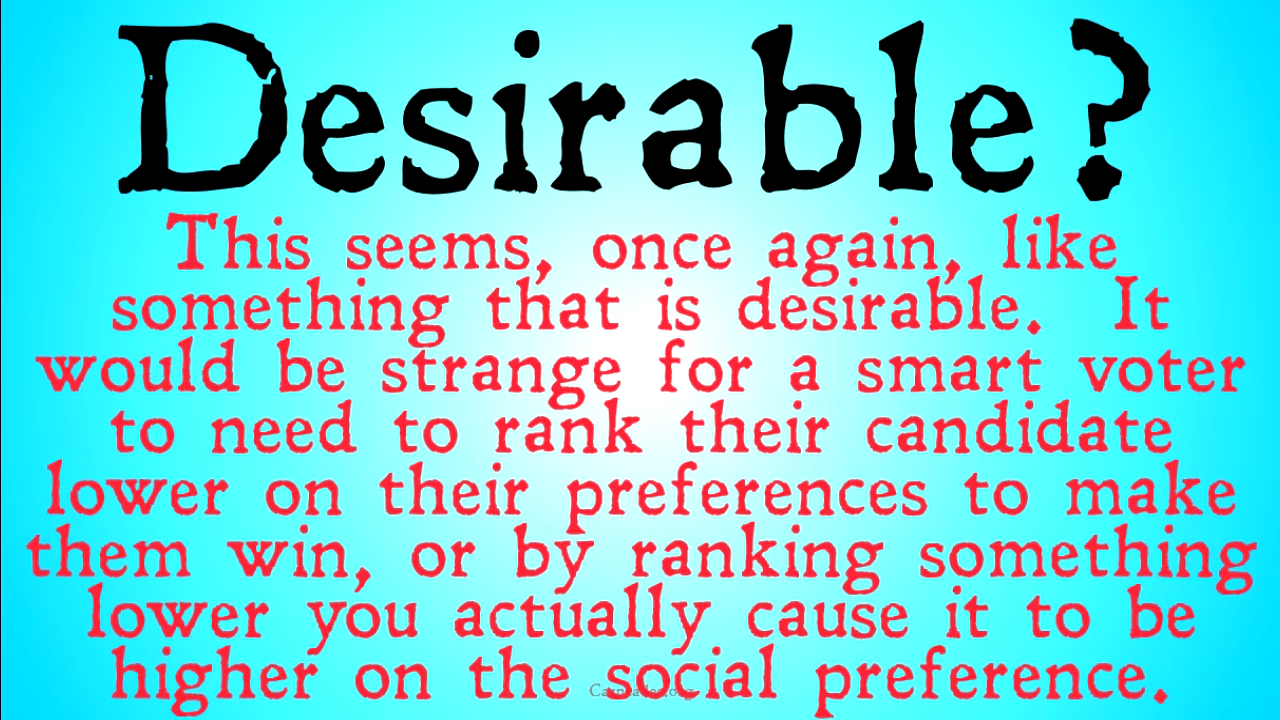 Desirable?
This seems, once again, like
something that is desirable. It
would be strange for a smart voter
to need to rank their candidate
lower on their preferences to make
them win, or by ranking something
lower you actually cause it to be
higher on the social preference.
Carneades.org